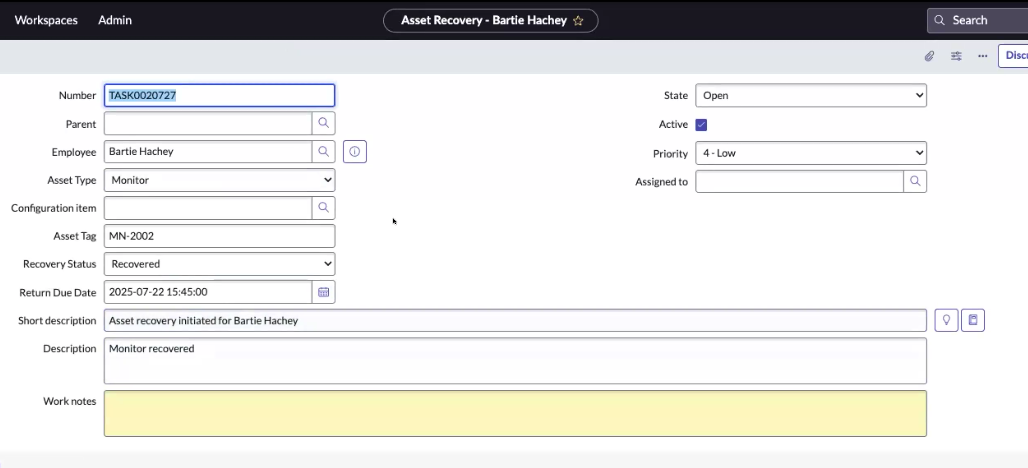 Workspaces Admin Asset Recovery - Bartie Hachey Search
Number TASK0020727 State Open
Parent Active
Employee Bartie Hachey Priority 4 - Low
Asset Type Monitor Assigned to
Configuration item
Asset Tag MN-2002
Recovery Status Recovered
Return Due Date 2025-07-22 15:45:00
Short description Asset recovery initiated for Bartie Hachey
Description Monitor recovered
Work notes